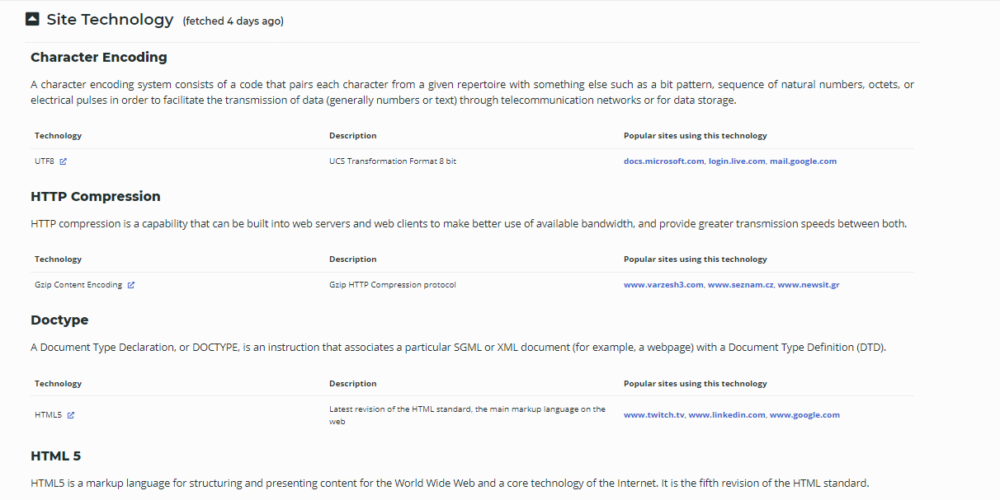 Site Technology (fetched 4 days ago)
Character Encoding
A character encoding system consists of a code that pairs each character from a given repertoire with something else such as a bit pattern, sequence of natural numbers, octets, or
electrical pulses in order to facilitate the transmission of data (generally numbers or text) through telecommunication networks or for data storage.
Technology Description Popular sites using this technology
UTF8 UCS Transformation Format 8 bit docs.microsoft.com, login.live.com, mail.google.com
HTTP Compression
HTTP compression is a capability that can be built into web servers and web clients to make better use of available bandwidth, and provide greater transmission speeds between both.
Technology Description Popular sites using this technology
Gzip Content Encoding Gzip HTTP Compression protocol www.varzesh3.com, www.seznam.cz, www.newsit.gr
Doctype
A Document Type Declaration, or DOCTYPE, is an instruction that associates a particular SGML or XML document (for example, a webpage) with a Document Type Definition (DTD).
Technology Description Popular sites using this technology
HTML5 Latest revision of the HTML standard, the main markup language on the
web www.twitch.tv, www.linkedin.com, www.google.com
HTML 5
HTML5 is a markup language for structuring and presenting content for the World Wide Web and a core technology of the Internet. It is the fifth revision of the HTML standard.